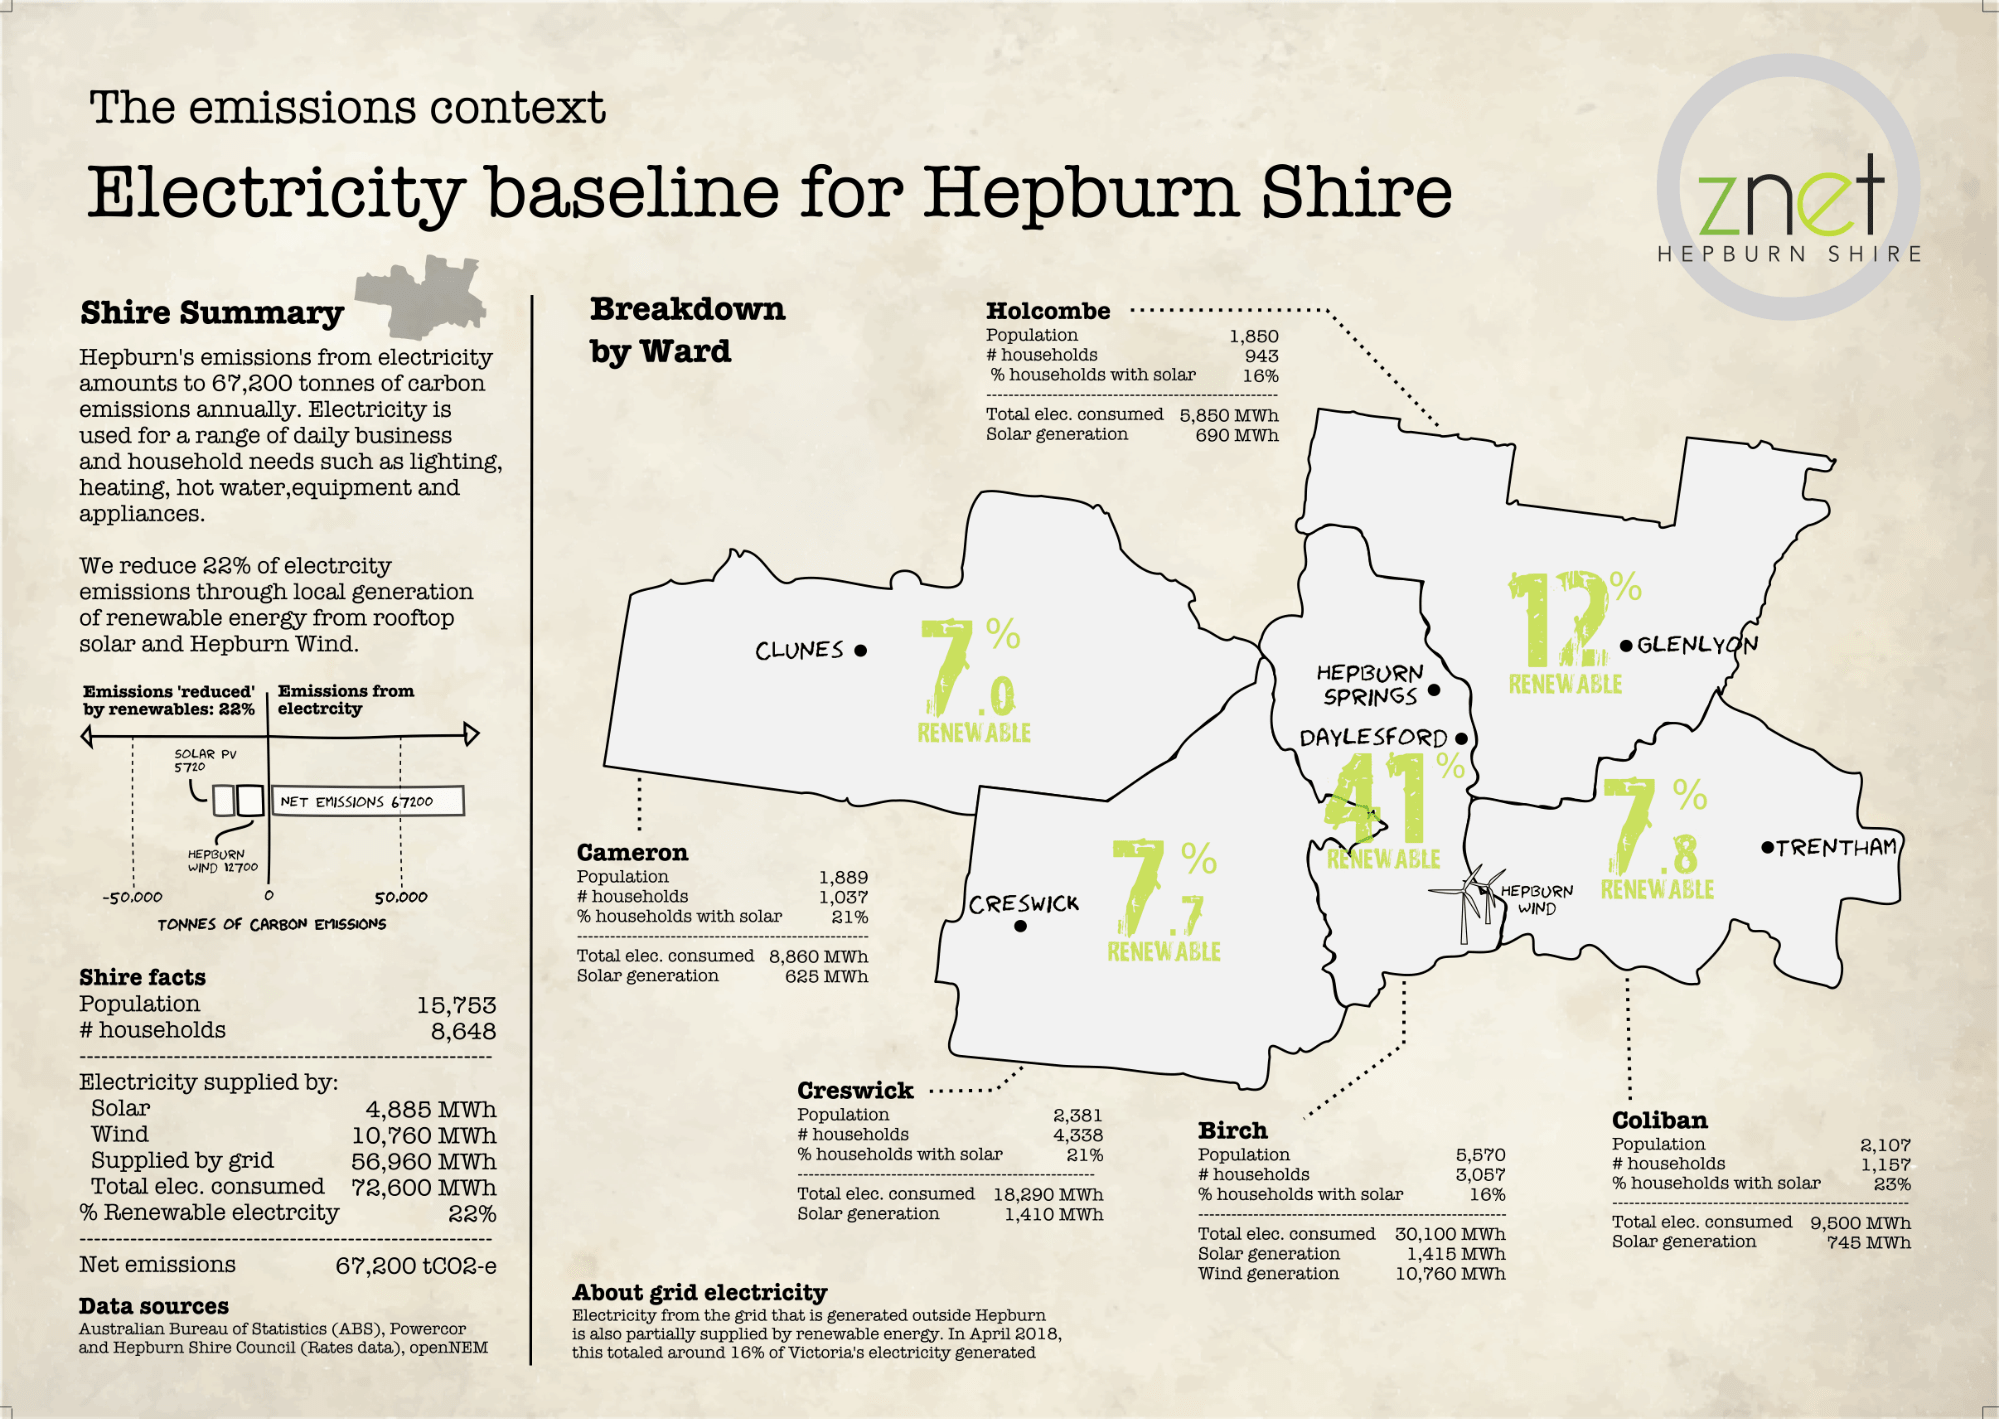 The emissions context
Electricity baseline for Hepburn Shire
znet
HEPBURN SHIRE
Shire Summary
Hepburn's emissions from electricity
amounts to 67,200 tonnes of carbon
emissions annually. Electricity is
used for a range of daily business
and household needs such as lighting,
heating, hot water,equipment and
appliances.
We reduce 22% of electrcity
emissions through local generation
of renewable energy from rooftop
solar and Hepburn Wind.
Emissions 'reduced'
by renewables: 22%
Emissions from
electrcity
SOLAR PV
5720
NET EMISSIONS 67200
HEPBURN
WIND 12700
-50,000 0 50,000
TONNES OF CARBON EMISSIONS
Shire facts
Population 15,753
# households 8,648
Electricity supplied by:
Solar 4,885 MWh
Wind 10,760 MWh
Supplied by grid 56,960 MWh
Total elec. consumed 72,600 MWh
% Renewable electrcity 22%
Net emissions 67,200 tCO2-e
Data sources
Australian Bureau of Statistics (ABS), Powercor
and Hepburn Shire Council (Rates data), openNEM
Breakdown
by Ward
Holcombe
Population 1,850
# households 943
% households with solar 16%
Total elec. consumed 5,850 MWh
Solar generation 690 MWh
CLUNES
7.0%
RENEWABLE
12%
RENEWABLE
GLENLYON
HEPBURN
SPRINGS
DAYLESFORD
41%
RENEWABLE
7.8%
RENEWABLE
TRENTHAM
HEPBURN
WIND
CRESWICK
7.7%
RENEWABLE
Cameron
Population 1,889
# households 1,037
% households with solar 21%
Total elec. consumed 8,860 MWh
Solar generation 625 MWh
Creswick
Population 2,381
# households 4,338
% households with solar 21%
Total elec. consumed 18,290 MWh
Solar generation 1,410 MWh
Birch
Population 5,570
# households 3,057
% households with solar 16%
Total elec. consumed 30,100 MWh
Solar generation 1,415 MWh
Wind generation 10,760 MWh
Coliban
Population 2,107
# households 1,157
% households with solar 23%
Total elec. consumed 9,500 MWh
Solar generation 745 MWh
About grid electricity
Electricity from the grid that is generated outside Hepburn
is also partially supplied by renewable energy. In April 2018,
this totaled around 16% of Victoria's electricity generated